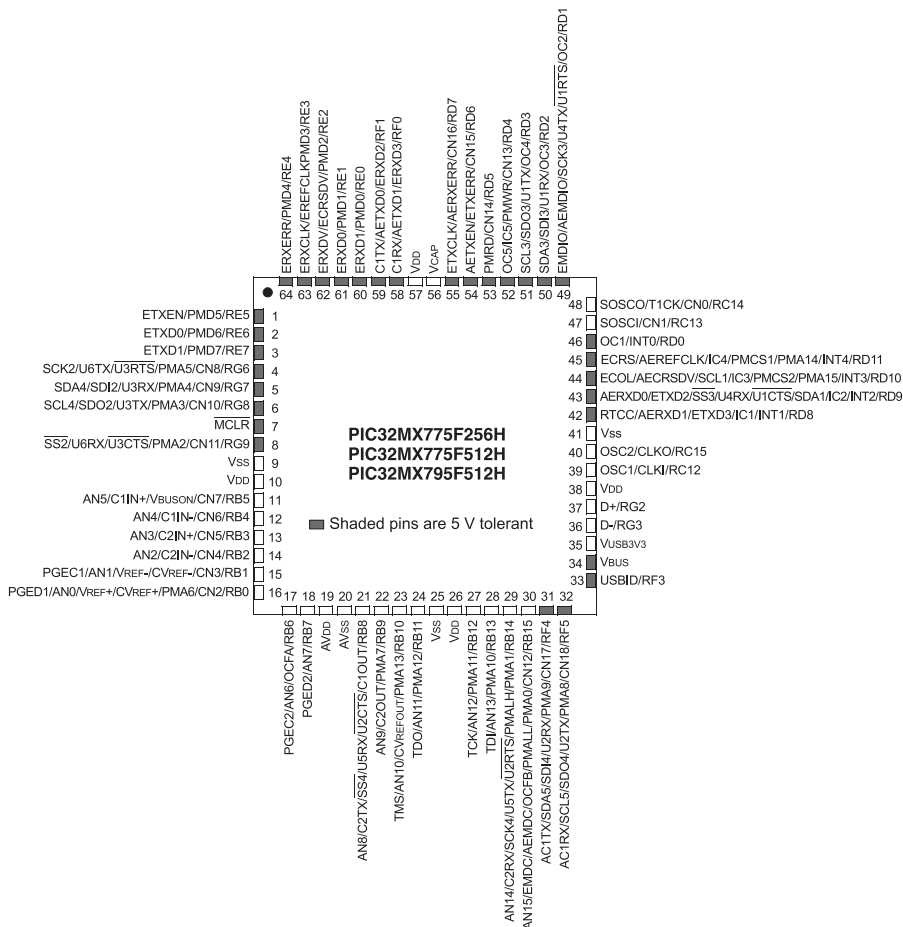 ERXERR/PMD4/RE4
ERXCLK/EREFCLKPMD3/RE3
ERXDV/ECRSDV/PMD2/RE2
ERXD0/PMD1/RE1
ERXD1/PMD0/RE0
C1TX/AETXD0/ERXD2/RF1
C1RX/AETXD1/ERXD3/RF0
VDD
VCAP
ETXCLK/AERXERR/CN16/RD7
AETXEN/ETXERR/CN15/RD6
PMRD/CN14/RD5
OC5/IC5/PMWR/CN13/RD4
SCL3/SDO3/U1TX/OC4/RD3
SDA3/SDI3/U1RX/OC3/RD2
EMDIO/AEMDIO/SCK3/U4TX/U1RTS/OC2/RD1
64 63 62 61 60 59 58 57 56 55 54 53 52 51 50 49
ETXEN/PMD5/RE5 1
ETXD0/PMD6/RE6 2
ETXD1/PMD7/RE7 3
SCK2/U6TX/U3RTS/PMA5/CN8/RG6 4
SDA4/SDI2/U3RX/PMA4/CN9/RG7 5
SCL4/SDO2/U3TX/PMA3/CN10/RG8 6
MCLR 7
SS2/U6RX/U3CTS/PMA2/CN11/RG9 8
VSS 9
VDD 10
AN5/C1IN+/VBUSON/CN7/RB5 11
AN4/C1IN-/CN6/RB4 12
AN3/C2IN+/CN5/RB3 13
AN2/C2IN-/CN4/RB2 14
PGEC1/AN1/VREF-/CVREF-/CN3/RB1 15
PGED1/AN0/VREF+/CVREF+/PMA6/CN2/RB0 16
PIC32MX775F256H
PIC32MX775F512H
PIC32MX795F512H
Shaded pins are 5 V tolerant
48 SOSCO/T1CK/CN0/RC14
47 SOSCI/CN1/RC13
46 OC1/INT0/RD0
45 ECRS/AEREFCLK/IC4/PMCS1/PMA14/INT4/RD11
44 ECOL/AECRSDV/SCL1/IC3/PMCS2/PMA15/INT3/RD10
43 AERXD0/ETXD2/SS3/U4RX/U1CTS/SDA1/IC2/INT2/RD9
42 RTCC/AERXD1/ETXD3/IC1/INT1/RD8
41 Vss
40 OSC2/CLKO/RC15
39 OSC1/CLKI/RC12
38 VDD
37 D+/RG2
36 D-/RG3
35 VUSB3V3
34 VBUS
33 USBID/RF3
17 18 19 20 21 22 23 24 25 26 27 28 29 30 31 32
PGEC2/AN6/OCFA/RB6
PGED2/AN7/RB7
AVDD
AVSS
AN8/C2TX/SS4/U5RX/U2CTS/C1OUT/RB8
AN9/C2OUT/PMA7/RB9
TMS/AN10/CVREFOUT/PMA13/RB10
TDO/AN11/PMA12/RB11
Vss
VDD
TCK/AN12/PMA11/RB12
TDI/AN13/PMA10/RB13
AN14/C2RX/SCK4/U5TX/U2RTS/PMALH/PMA1/RB14
AN15/EMDC/AEMDC/OCFB/PMALL/PMA0/CN12/RB15
AC1TX/SDA5/SDI4/U2RX/PMA9/CN17/RF4
AC1RX/SCL5/SDO4/U2TX/PMA8/CN18/RF5